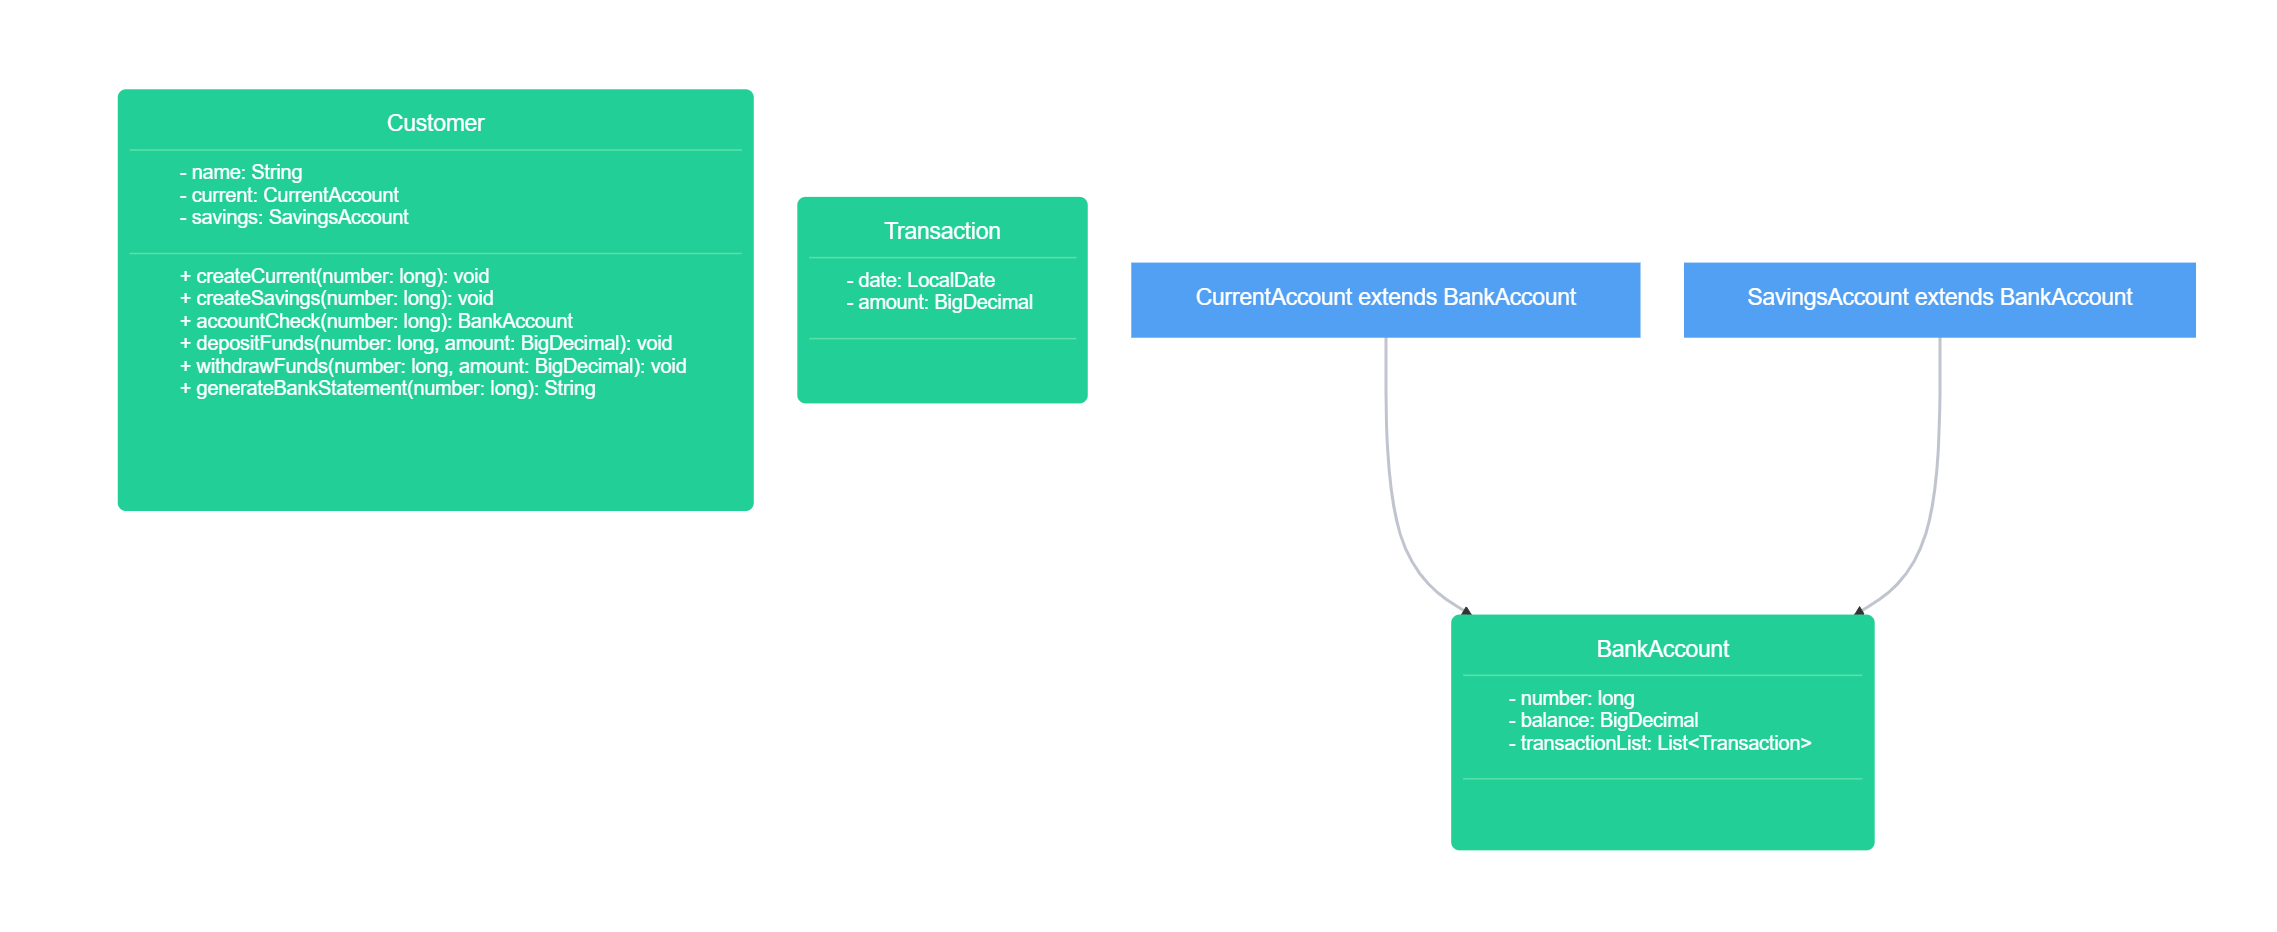 Customer
- name: String
- current: CurrentAccount
- savings: SavingsAccount
+ createCurrent(number: long): void
+ createSavings(number: long): void
+ accountCheck(number: long): BankAccount
+ depositFunds(number: long, amount: BigDecimal): void
+ withdrawFunds(number: long, amount: BigDecimal): void
+ generateBankStatement(number: long): String
Transaction
- date: LocalDate
- amount: BigDecimal
CurrentAccount extends BankAccount
SavingsAccount extends BankAccount
BankAccount
- number: long
- balance: BigDecimal
- transactionList: List<Transaction>